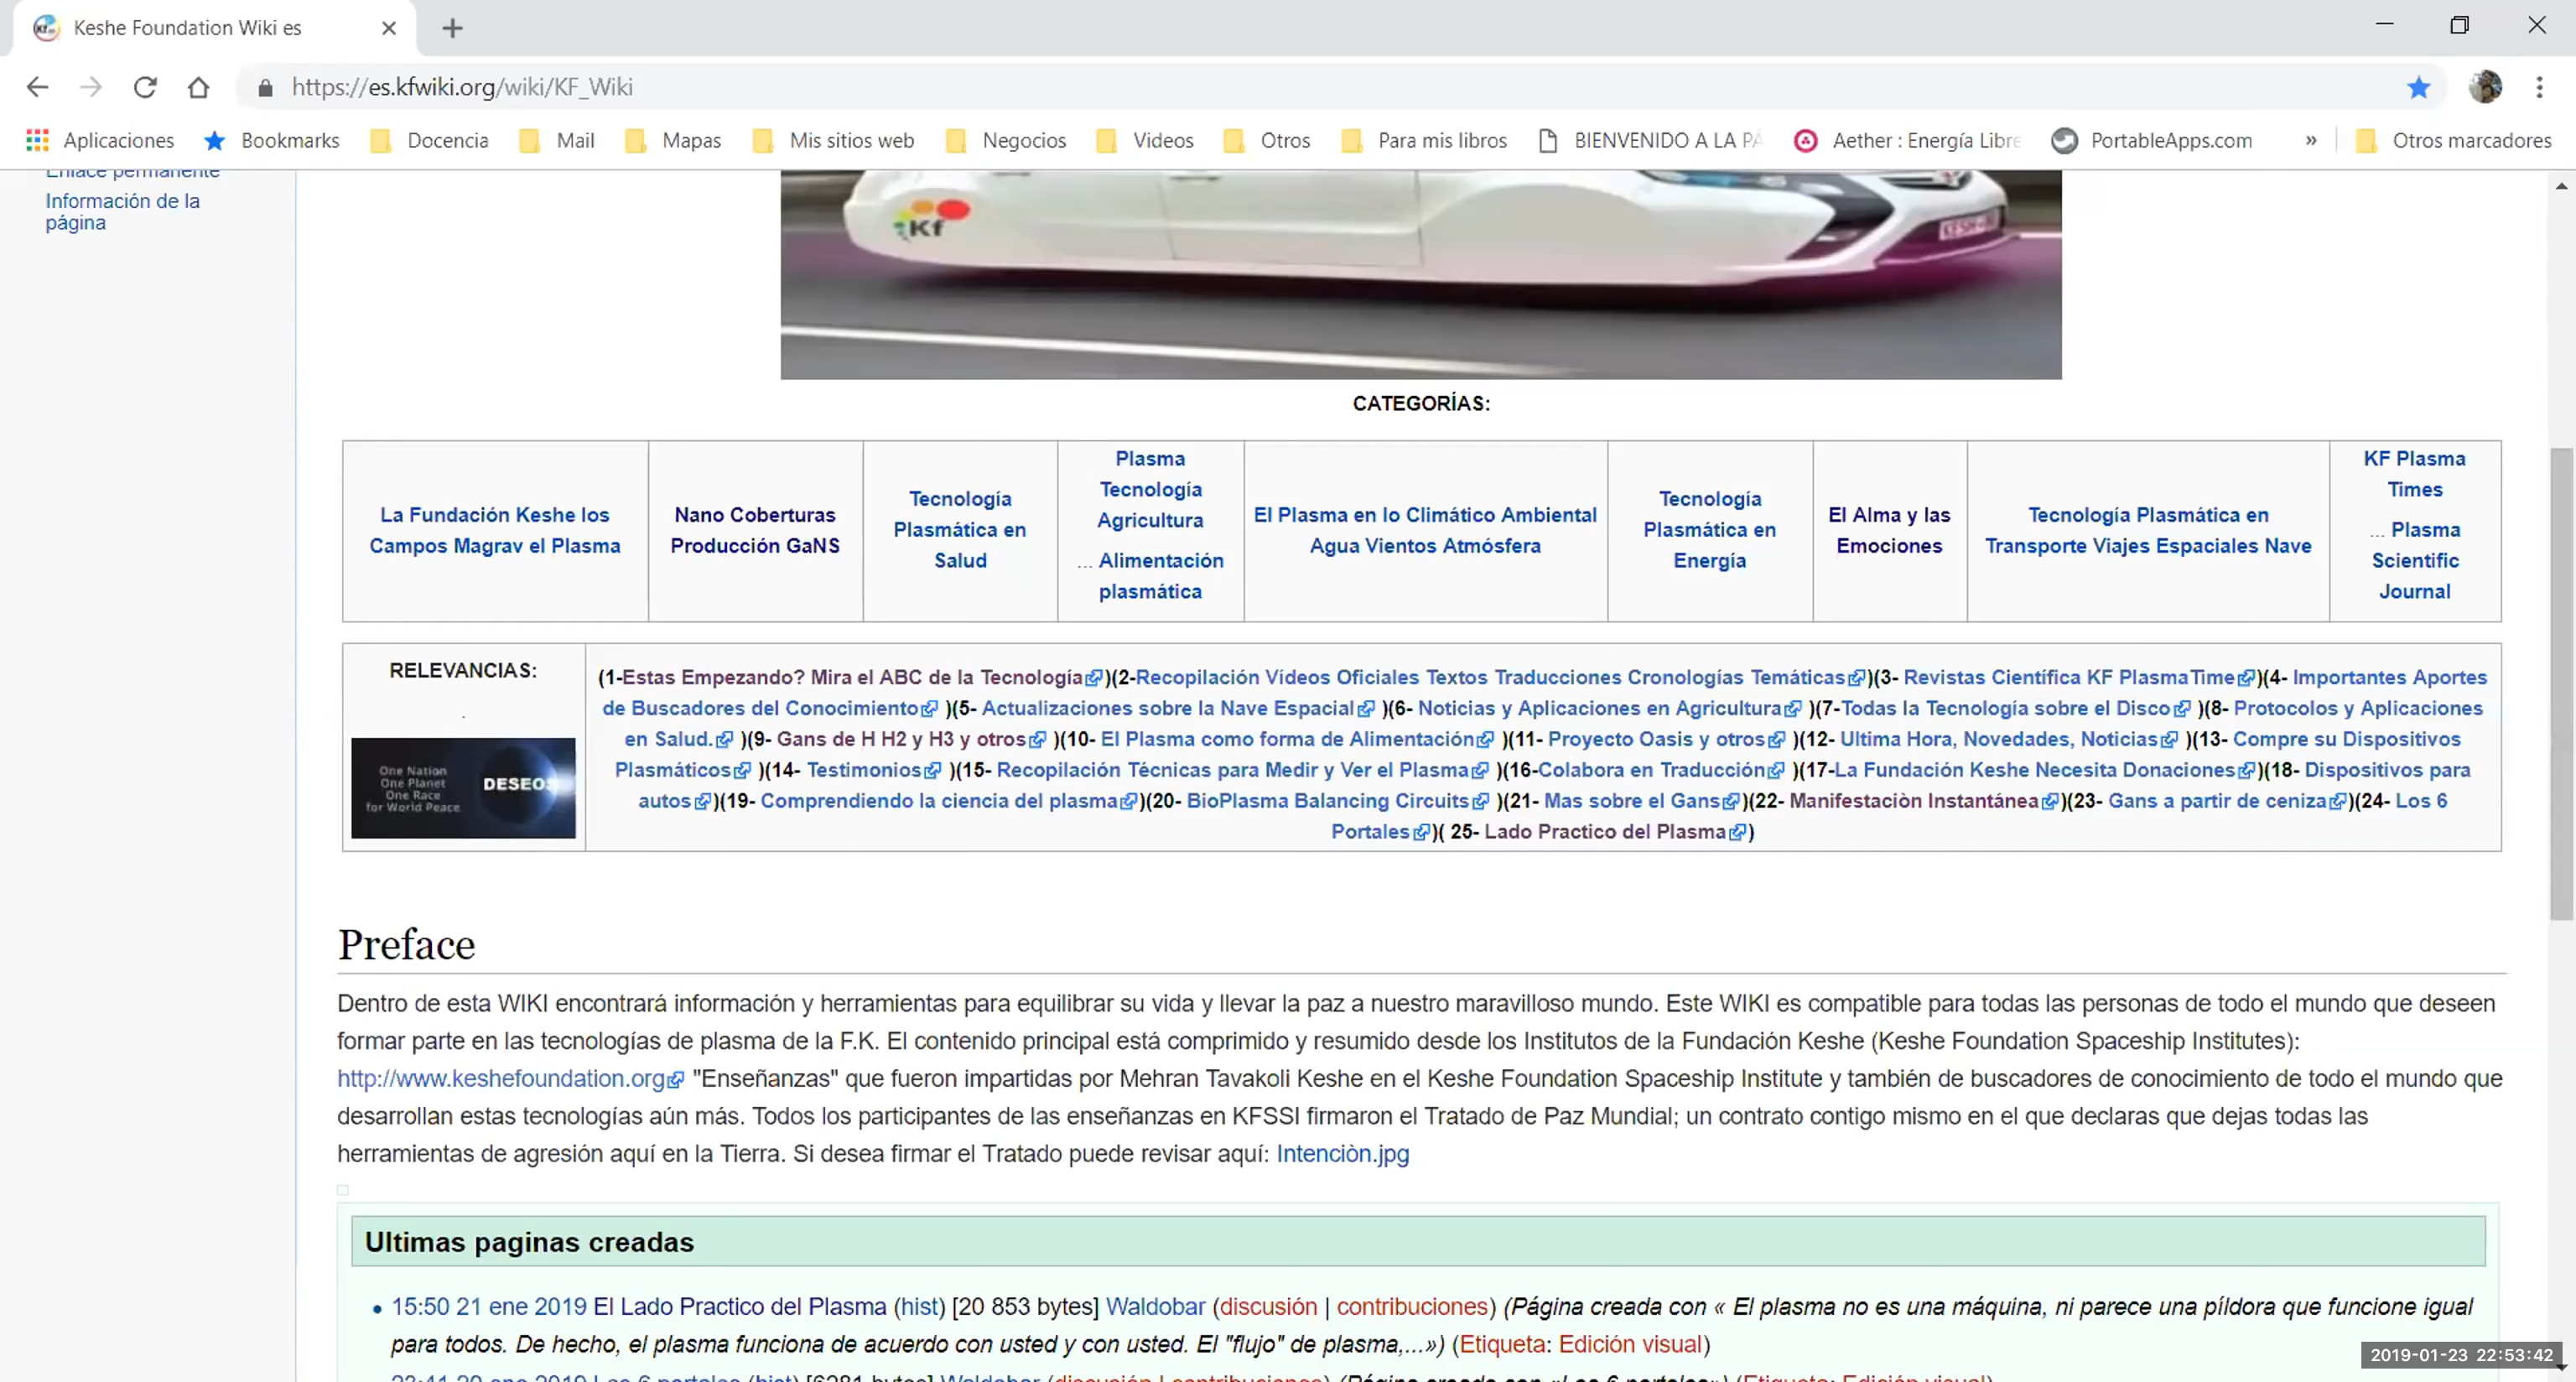 Keshe Foundation Wiki es
https://es.kfwiki.org/wiki/KF_Wiki
Aplicaciones Bookmarks Docencia Mail Mapas Mis sitios web Negocios Videos Otros Para mis libros BIENVENIDO A LA PÁ Aether : Energía Libre PortableApps.com » Otros marcadores
Enlace permanente
Información de la
página
Kf
CATEGORÍAS:
La Fundación Keshe los
Campos Magrav el Plasma
Nano Coberturas
Producción GaNS
Tecnología
Plasmática en
Salud
Plasma
Tecnología
Agricultura
... Alimentación
plasmática
El Plasma en lo Climático Ambiental
Agua Vientos Atmósfera
Tecnología
Plasmática en
Energía
El Alma y las
Emociones
Tecnología Plasmática en
Transporte Viajes Espaciales Nave
KF Plasma
Times
... Plasma
Scientific
Journal
RELEVANCIAS:
.
One Nation
One Planet
One Race
for World Peace
DESEOS
(1-Estas Empezando? Mira el ABC de la Tecnología)(2-Recopilación Vídeos Oficiales Textos Traducciones Cronologías Temáticas)(3- Revistas Científica KF PlasmaTime)(4- Importantes Aportes
de Buscadores del Conocimiento )(5- Actualizaciones sobre la Nave Espacial )(6- Noticias y Aplicaciones en Agricultura )(7-Todas la Tecnología sobre el Disco )(8- Protocolos y Aplicaciones
en Salud. )(9- Gans de H H2 y H3 y otros )(10- El Plasma como forma de Alimentación )(11- Proyecto Oasis y otros )(12- Ultima Hora, Novedades, Noticias )(13- Compre su Dispositivos
Plasmáticos )(14- Testimonios )(15- Recopilación Técnicas para Medir y Ver el Plasma )(16-Colabora en Traducción )(17-La Fundación Keshe Necesita Donaciones)(18- Dispositivos para
autos)(19- Comprendiendo la ciencia del plasma)(20- BioPlasma Balancing Circuits )(21- Mas sobre el Gans)(22- Manifestaciòn Instantánea)(23- Gans a partir de ceniza)(24- Los 6
Portales)( 25- Lado Practico del Plasma)
Preface
Dentro de esta WIKI encontrará información y herramientas para equilibrar su vida y llevar la paz a nuestro maravilloso mundo. Este WIKI es compatible para todas las personas de todo el mundo que deseen
formar parte en las tecnologías de plasma de la F.K. El contenido principal está comprimido y resumido desde los Institutos de la Fundación Keshe (Keshe Foundation Spaceship Institutes):
http://www.keshefoundation.org "Enseñanzas" que fueron impartidas por Mehran Tavakoli Keshe en el Keshe Foundation Spaceship Institute y también de buscadores de conocimiento de todo el mundo que
desarrollan estas tecnologías aún más. Todos los participantes de las enseñanzas en KFSSI firmaron el Tratado de Paz Mundial; un contrato contigo mismo en el que declaras que dejas todas las
herramientas de agresión aquí en la Tierra. Si desea firmar el Tratado puede revisar aquí: Intenciòn.jpg
Ultimas paginas creadas
15:50 21 ene 2019 El Lado Practico del Plasma (hist) [20 853 bytes] Waldobar (discusión | contribuciones) (Página creada con « El plasma no es una máquina, ni parece una píldora que funcione igual
para todos. De hecho, el plasma funciona de acuerdo con usted y con usted. El "flujo" de plasma,...») (Etiqueta: Edición visual)
2019-01-23 22:53:42